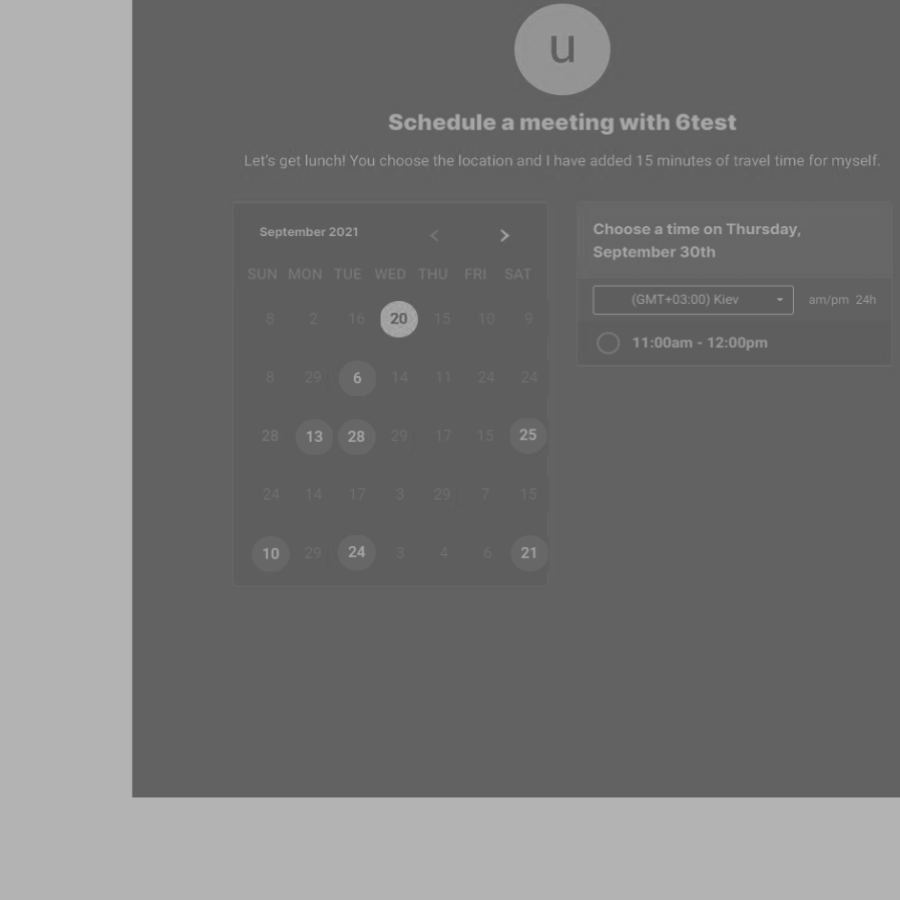 u
Schedule a meeting with 6test
Let's get lunch! You choose the location and I have added 15 minutes of travel time for myself.
September 2021 < >
SUN MON TUE WED THU FRI SAT
8 2 16 20 15 10 9
8 29 6 14 11 24 24
28 13 28 29 17 15 25
24 14 17 3 29 7 15
10 29 24 3 4 6 21
Choose a time on Thursday,
September 30th
(GMT+03:00) Kiev am/pm 24h
11:00am - 12:00pm